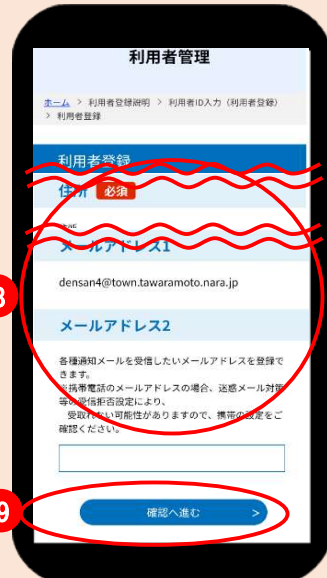 利用者管理
ホーム > 利用者登録説明 > 利用者ID入力（利用者登録）
> 利用者登録
利用者登録
住所 必須
メールアドレス1
densan4@town.tawaramoto.nara.jp
メールアドレス2
各種通知メールを受信したいメールアドレスを登録で
きます。
※携帯電話のメールアドレスの場合、迷惑メール対策
等の受信拒否設定により、
受取れない可能性がありますので、携帯の設定をご
確認ください。
9
確認へ進む >